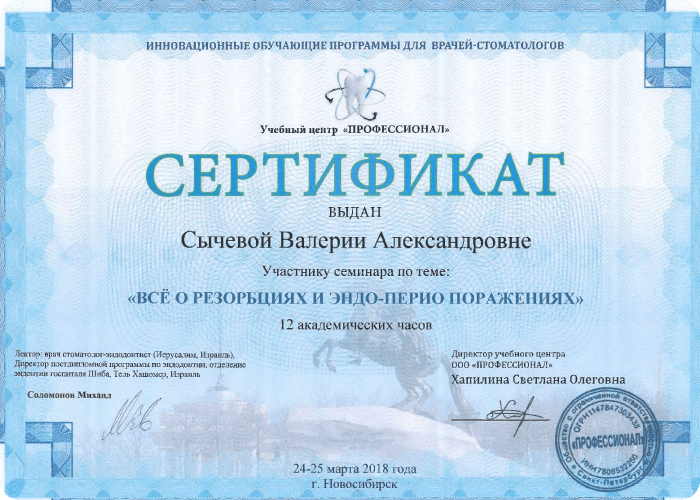 ИННОВАЦИОННЫЕ ОБУЧАЮЩИЕ ПРОГРАММЫ ДЛЯ ВРАЧЕЙ-СТОМАТОЛОГОВ
Учебный центр «ПРОФЕССИОНАЛ»
СЕРТИФИКАТ
ВЫДАН
Сычевой Валерии Александровне
Участнику семинара по теме:
«ВСЁ О РЕЗОРБЦИЯХ И ЭНДО-ПЕРИО ПОРАЖЕНИЯХ»
12 академических часов
Лектор: врач стоматолог-эндодонтист (Иерусалим, Израиль),
Директор постдипломной программы по эндодонтии, отделение
эндонтии госпиталя Шиба, Тель Хашомер, Израиль
Соломонов Михаил
Директор учебного центра
ООО «ПРОФЕССИОНАЛ»
Хапилина Светлана Олеговна
Общество с ограниченной ответственностью
ОГРН 1147847303438
«ПРОФЕССИОНАЛ»
ИНН 7806532250
Санкт-Петербург
24-25 марта 2018 года
г. Новосибирск